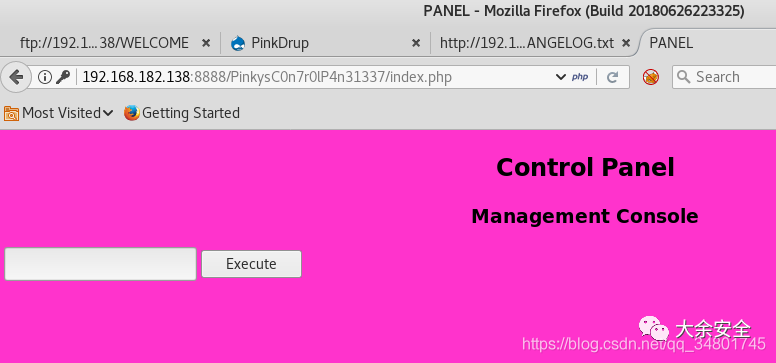 PANEL - Mozilla Firefox (Build 20180626223325)
ftp://192.1...38/WELCOME
PinkDrup
http://192.1...ANGELOG.txt
PANEL
192.168.182.138:8888/PinkysC0n7r0lP4n31337/index.php
php
Search
Most Visited
Getting Started
Control Panel
Management Console
Execute
大余安全
https://blog.csdn.net/qq_34801745